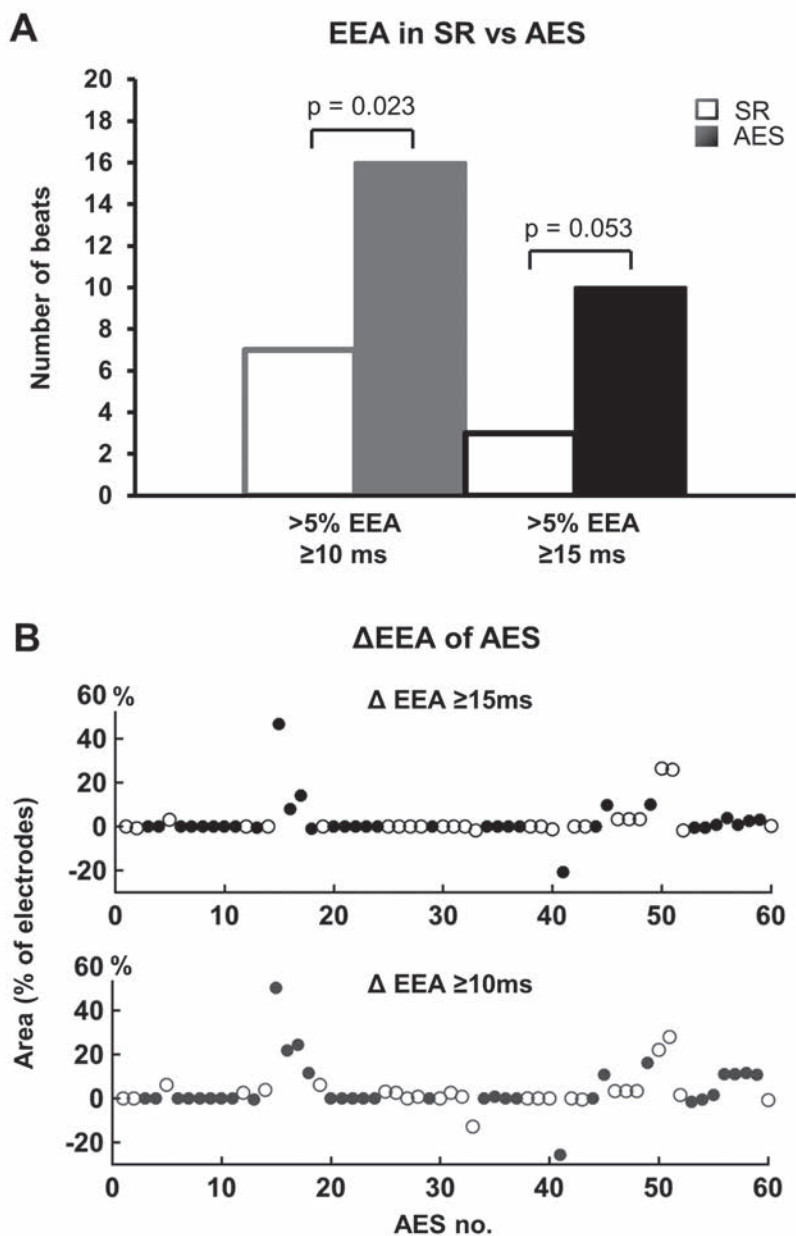 A
EEA in SR vs AES
20
18
16
14
12
10
8
6
4
2
0
Number of beats
p = 0.023
p = 0.053
SR
AES
>5% EEA
≥10 ms
>5% EEA
≥15 ms
B
ΔEEA of AES
Area (% of electrodes)
60 %
Δ EEA ≥15ms
40
20
0
-20
0 10 20 30 40 50 60
60 %
Δ EEA ≥10ms
40
20
0
-20
0 10 20 30 40 50 60
AES no.